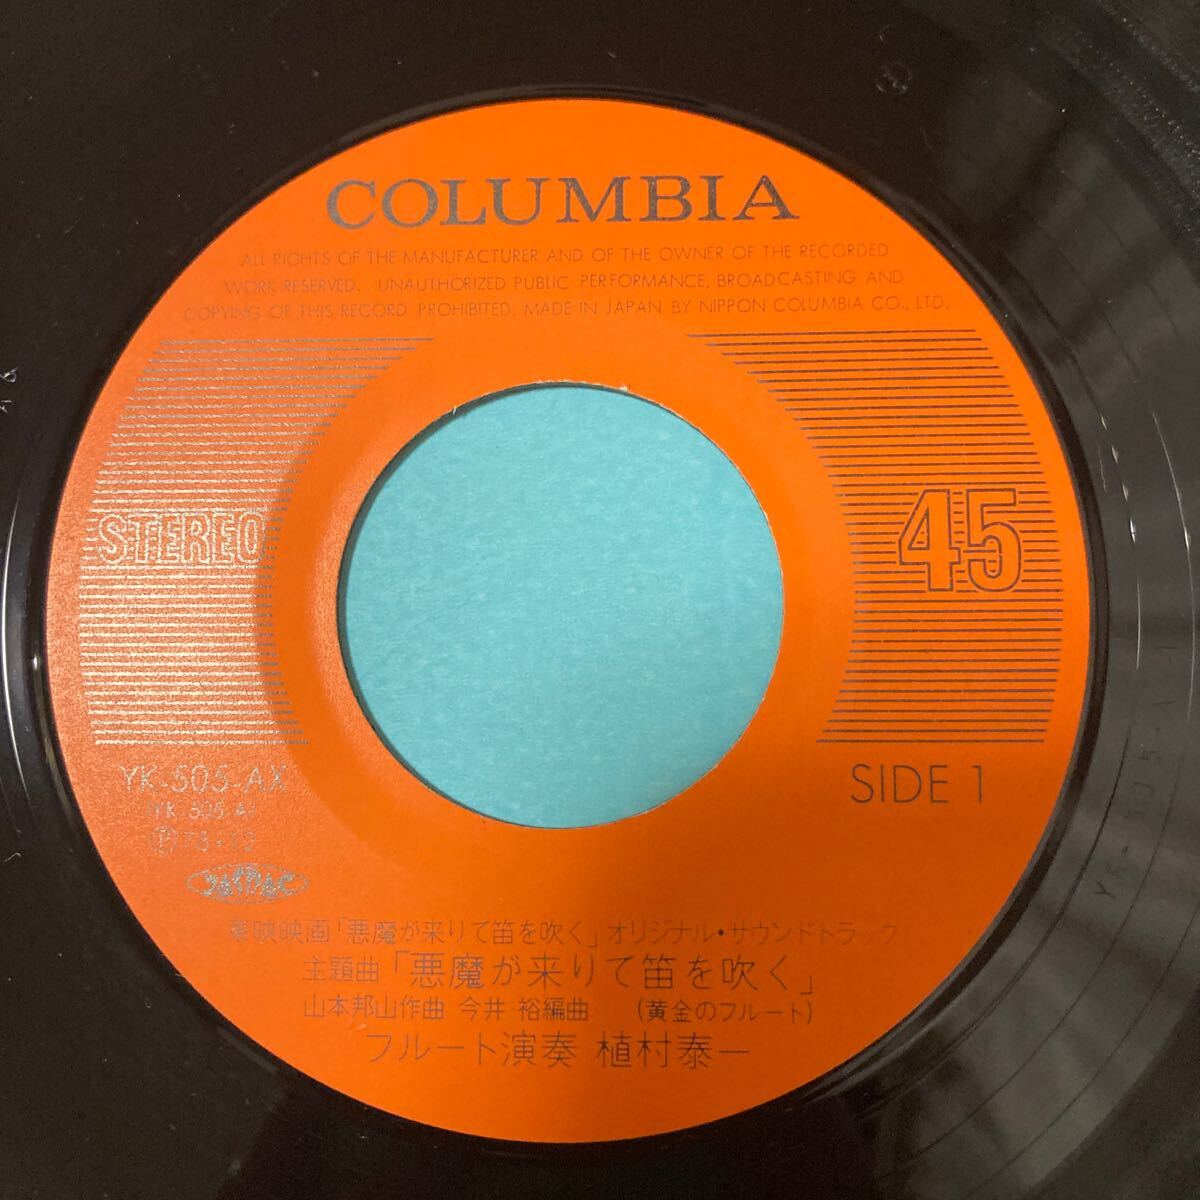 COLUMBIA
ALL RIGHTS OF THE MANUFACTURER AND OF THE OWNER OF THE RECORDED
WORK RESERVED. UNAUTHORIZED PUBLIC PERFORMANCE, BROADCASTING AND
COPYING OF THIS RECORD PROHIBITED. MADE IN JAPAN BY NIPPON COLUMBIA CO., LTD.
STEREO
45
YK-505-AX
SIDE 1
(YK 505 A)
Ⓟ'78・12
東映映画「悪魔が来りて笛を吹く」オリジナル・サウンドトラック
主題曲「悪魔が来りて笛を吹く」
山本邦山作曲 今井 裕編曲 (黄金のフルート)
フルート演奏 植村泰一